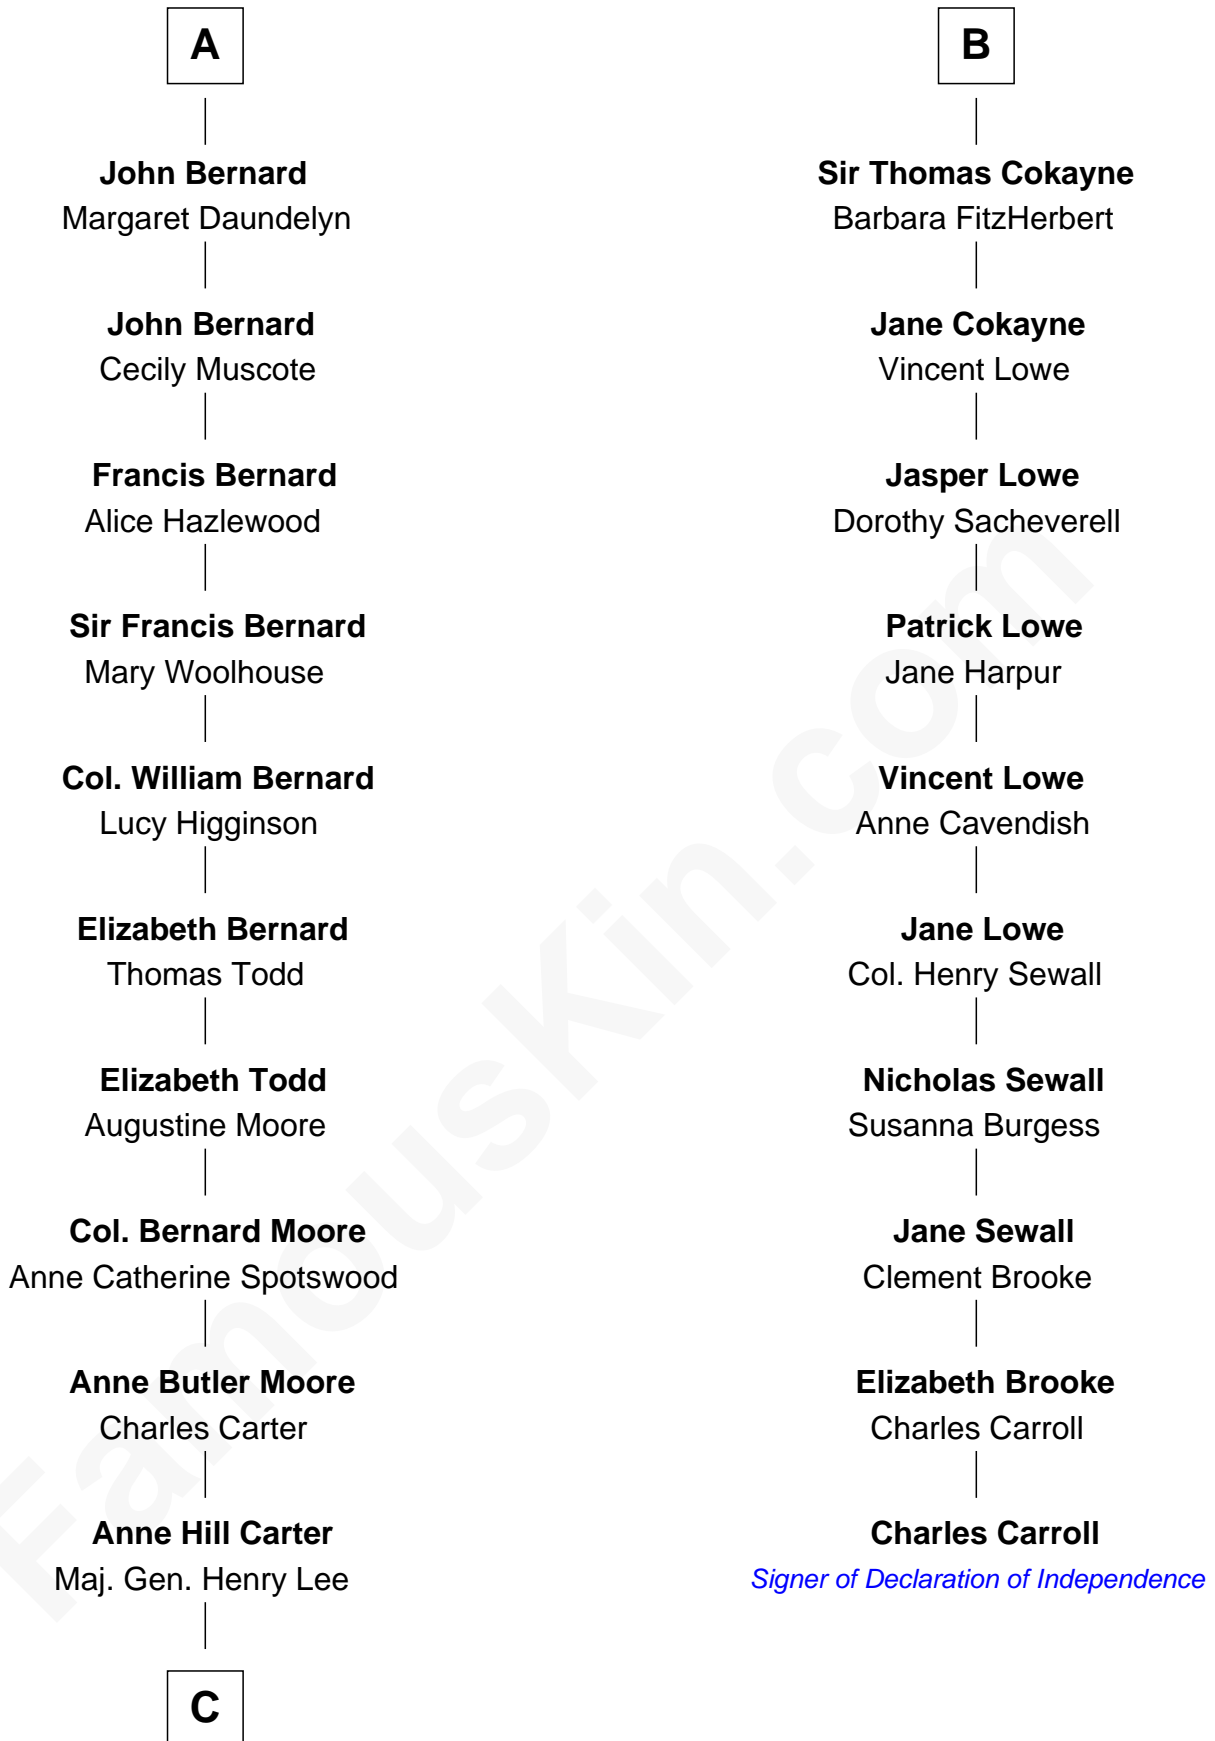 A
John Bernard
Margaret Daundelyn
John Bernard
Cecily Muscote
Francis Bernard
Alice Hazlewood
Sir Francis Bernard
Mary Woolhouse
Col. William Bernard
Lucy Higginson
Elizabeth Bernard
Thomas Todd
Elizabeth Todd
Augustine Moore
Col. Bernard Moore
Anne Catherine Spotswood
Anne Butler Moore
Charles Carter
Anne Hill Carter
Maj. Gen. Henry Lee
C
B
Sir Thomas Cokayne
Barbara FitzHerbert
Jane Cokayne
Vincent Lowe
Jasper Lowe
Dorothy Sacheverell
Patrick Lowe
Jane Harpur
Vincent Lowe
Anne Cavendish
Jane Lowe
Col. Henry Sewall
Nicholas Sewall
Susanna Burgess
Jane Sewall
Clement Brooke
Elizabeth Brooke
Charles Carroll
Charles Carroll
Signer of Declaration of Independence
FamousKin.com